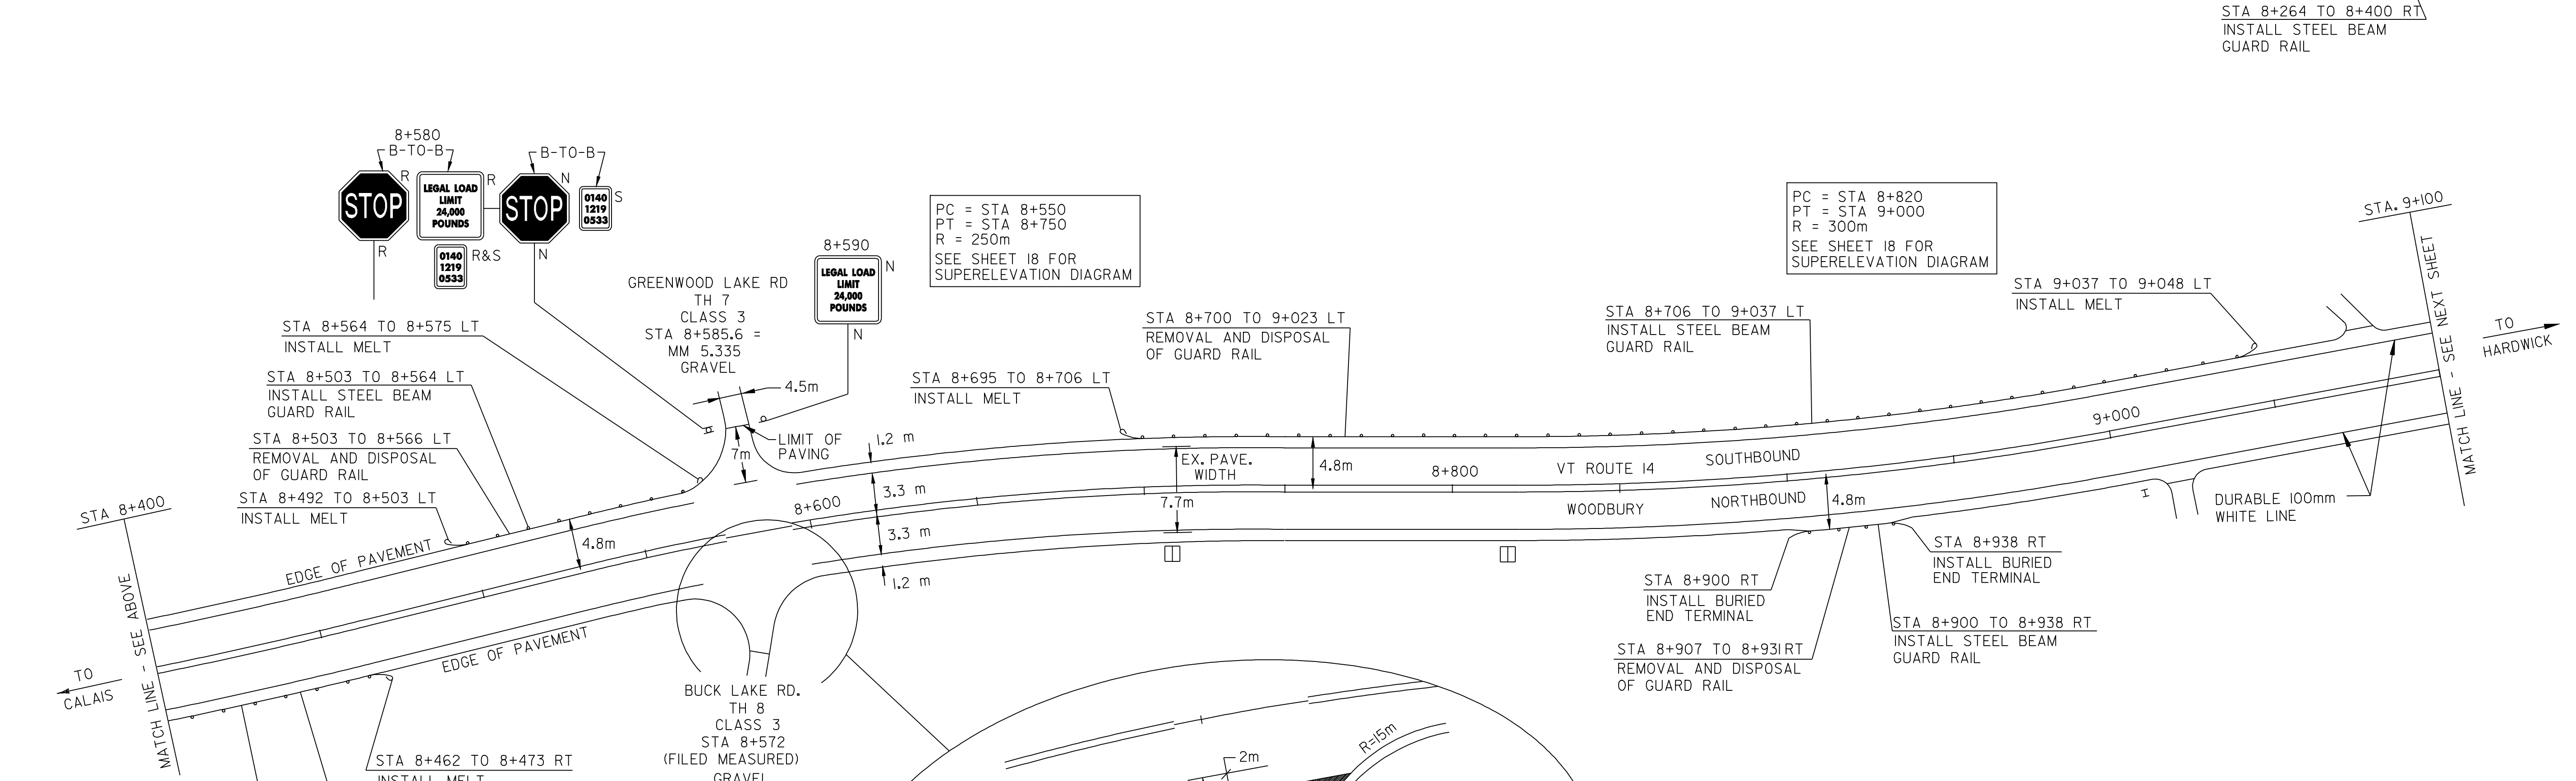 STA 8+264 TO 8+400 RT
INSTALL STEEL BEAM
GUARD RAIL
8+580
B-TO-B
B-TO-B
STOP
R
R
LEGAL LOAD
LIMIT
24,000
POUNDS
R
0140
1219
0533
R&S
STOP
N
N
0140
1219
0533
S
8+590
LEGAL LOAD
LIMIT
24,000
POUNDS
N
N
GREENWOOD LAKE RD
TH 7
CLASS 3
STA 8+585.6 =
MM 5.335
GRAVEL
PC = STA 8+550
PT = STA 8+750
R = 250m
SEE SHEET 18 FOR
SUPERELEVATION DIAGRAM
PC = STA 8+820
PT = STA 9+000
R = 300m
SEE SHEET 18 FOR
SUPERELEVATION DIAGRAM
STA. 9+100
MATCH LINE - SEE NEXT SHEET
TO
HARDWICK
STA 9+037 TO 9+048 LT
INSTALL MELT
STA 8+706 TO 9+037 LT
INSTALL STEEL BEAM
GUARD RAIL
STA 8+700 TO 9+023 LT
REMOVAL AND DISPOSAL
OF GUARD RAIL
STA 8+695 TO 8+706 LT
INSTALL MELT
STA 8+564 TO 8+575 LT
INSTALL MELT
STA 8+503 TO 8+564 LT
INSTALL STEEL BEAM
GUARD RAIL
STA 8+503 TO 8+566 LT
REMOVAL AND DISPOSAL
OF GUARD RAIL
STA 8+492 TO 8+503 LT
INSTALL MELT
4.5m
LIMIT OF
PAVING
7m
1.2 m
3.3 m
3.3 m
1.2 m
EX. PAVE.
WIDTH
7.7m
4.8m
8+800
VT ROUTE 14
SOUTHBOUND
WOODBURY
NORTHBOUND
4.8m
9+000
DURABLE 100mm
WHITE LINE
STA 8+400
8+600
4.8m
EDGE OF PAVEMENT
EDGE OF PAVEMENT
MATCH LINE - SEE ABOVE
TO
CALAIS
STA 8+938 RT
INSTALL BURIED
END TERMINAL
STA 8+900 RT
INSTALL BURIED
END TERMINAL
STA 8+900 TO 8+938 RT
INSTALL STEEL BEAM
GUARD RAIL
STA 8+907 TO 8+931RT
REMOVAL AND DISPOSAL
OF GUARD RAIL
BUCK LAKE RD.
TH 8
CLASS 3
STA 8+572
(FILED MEASURED)
GRAVEL
STA 8+462 TO 8+473 RT
INSTALL MELT
2m
R=15m